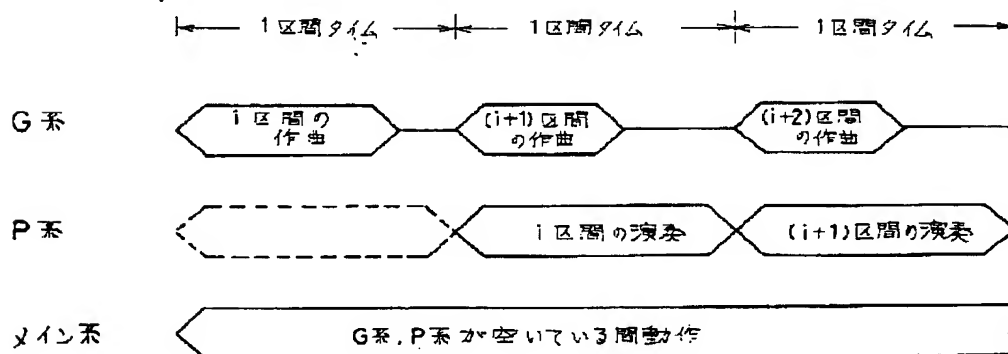 1区間タイム 1区間タイム 1区間タイム
G系
i区間の
作曲
(i+1)区間
の作曲
(i+2)区間
の作曲
P系
i区間の演奏
(i+1)区間の演奏
メイン系
G系,P系が空いている間動作